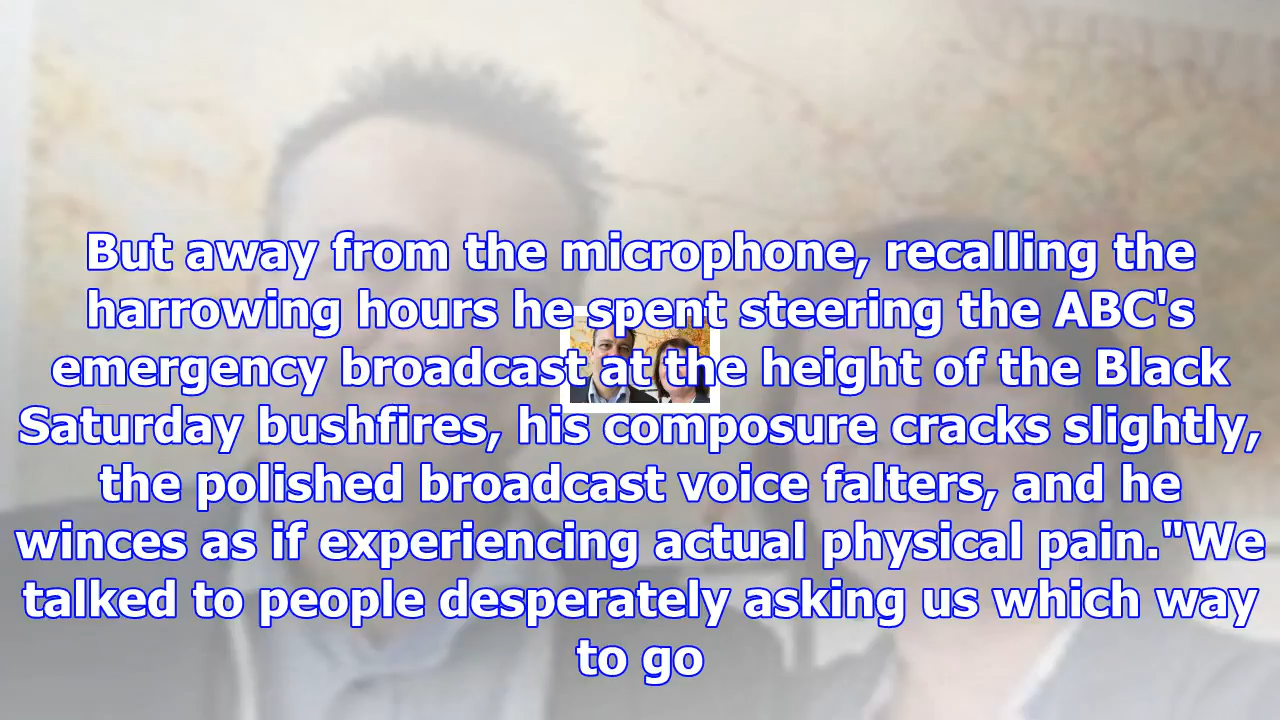 But away from the microphone, recalling the
harrowing hours he spent steering the ABC's
emergency broadcast at the height of the Black
Saturday bushfires, his composure cracks slightly,
the polished broadcast voice falters, and he
winces as if experiencing actual physical pain."We
talked to people desperately asking us which way
to go